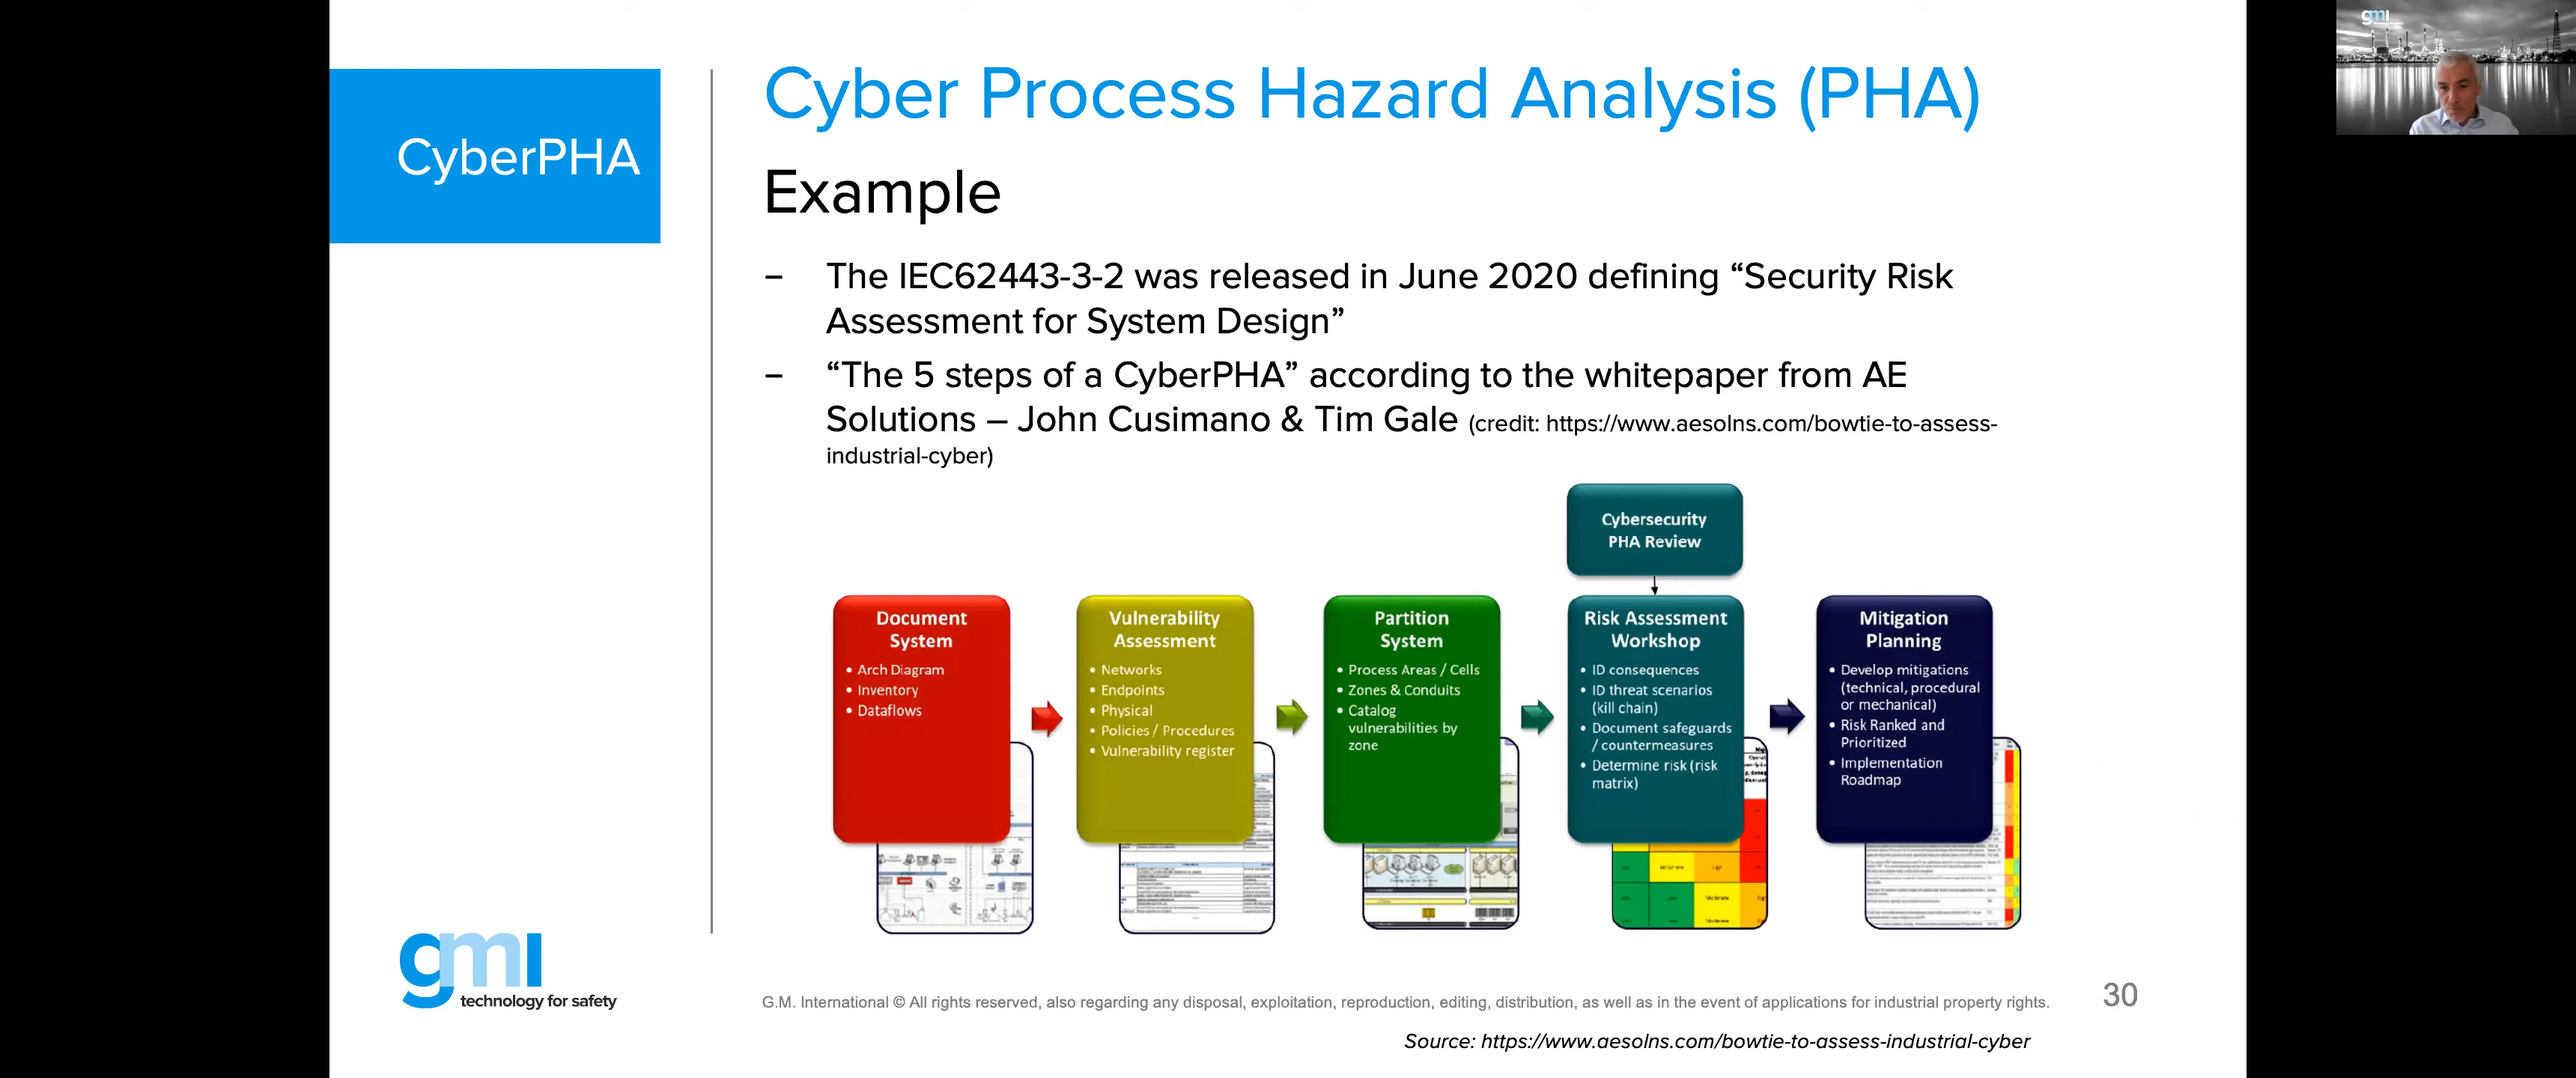 gmi
CyberPHA
Cyber Process Hazard Analysis (PHA)
Example
– The IEC62443-3-2 was released in June 2020 defining “Security Risk
Assessment for System Design”
– “The 5 steps of a CyberPHA” according to the whitepaper from AE
Solutions – John Cusimano & Tim Gale (credit: https://www.aesolns.com/bowtie-to-assess-
industrial-cyber)
Cybersecurity
PHA Review
Document
System
• Arch Diagram
• Inventory
• Dataflows
Vulnerability
Assessment
• Networks
• Endpoints
• Physical
• Policies / Procedures
• Vulnerability register
Partition
System
• Process Areas / Cells
• Zones & Conduits
• Catalog
vulnerabilities by
zone
Risk Assessment
Workshop
• ID consequences
• ID threat scenarios
(kill chain)
• Document safeguards
/ countermeasures
• Determine risk (risk
matrix)
Mitigation
Planning
• Develop mitigations
(technical, procedural
or mechanical)
• Risk Ranked and
Prioritized
• Implementation
Roadmap
gmi
technology for safety
G.M. International © All rights reserved, also regarding any disposal, exploitation, reproduction, editing, distribution, as well as in the event of applications for industrial property rights.
30
Source: https://www.aesolns.com/bowtie-to-assess-industrial-cyber